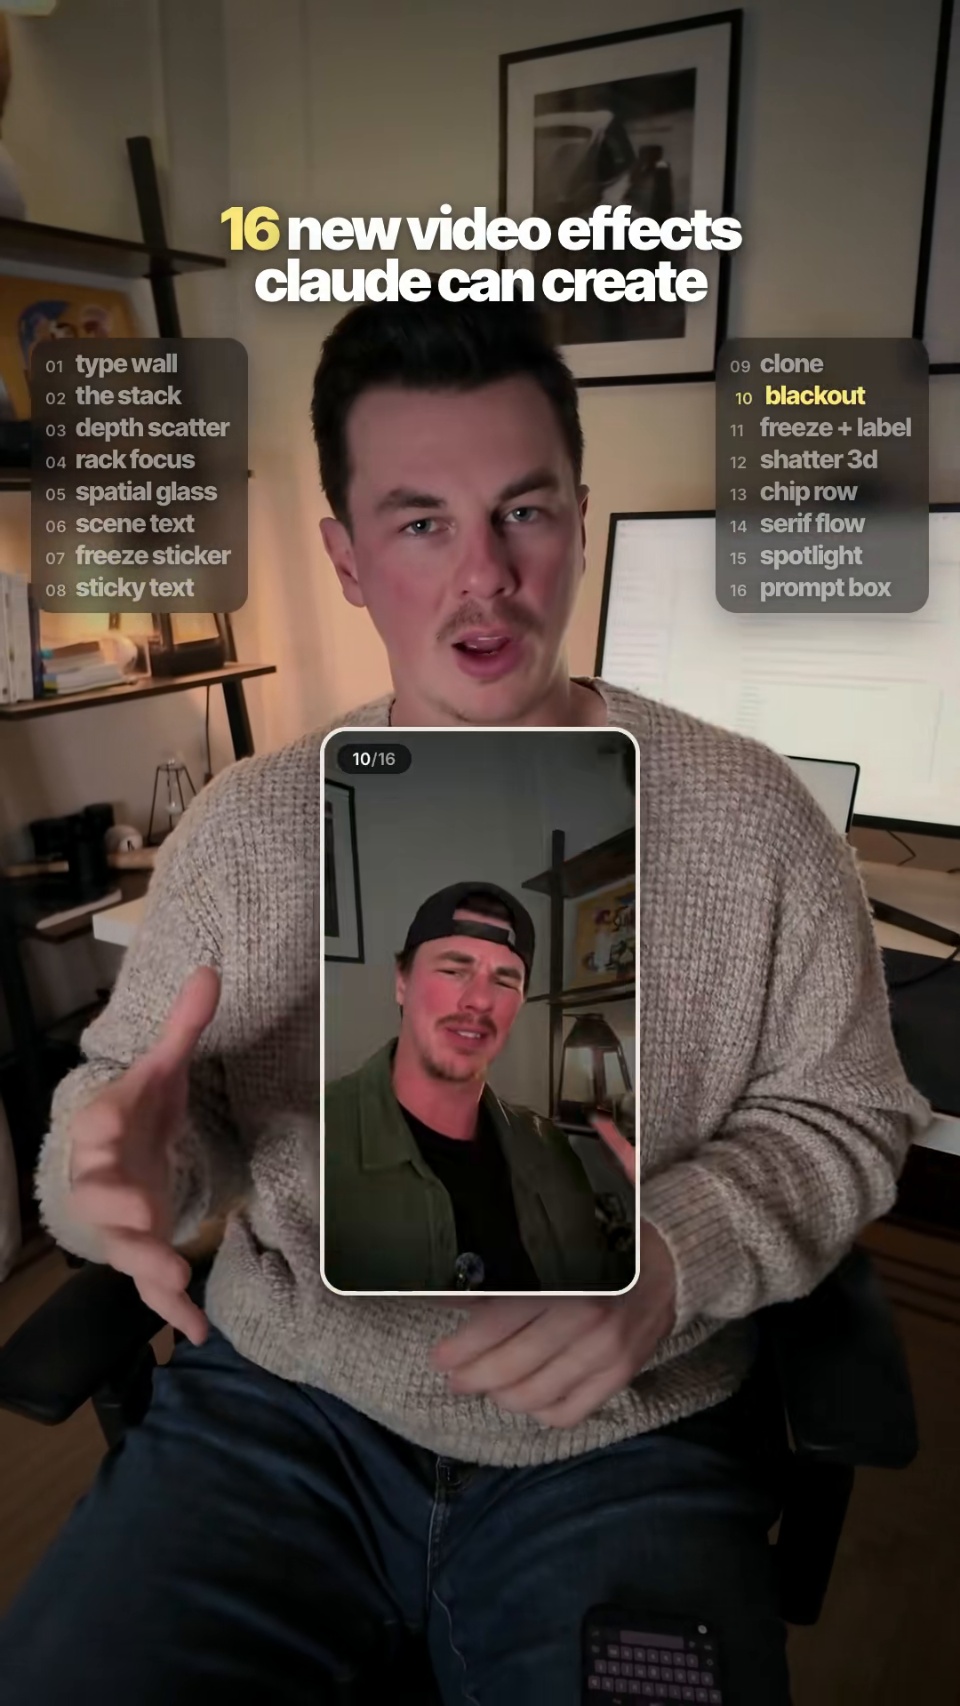 16 new video effects
claude can create
01 type wall
02 the stack
03 depth scatter
04 rack focus
05 spatial glass
06 scene text
07 freeze sticker
08 sticky text
09 clone
10 blackout
11 freeze + label
12 shatter 3d
13 chip row
14 serif flow
15 spotlight
16 prompt box
10/16